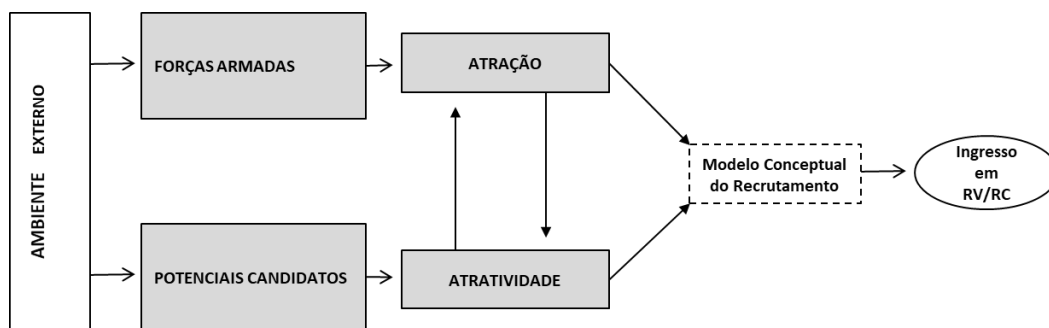 AMBIENTE EXTERNO
FORÇAS ARMADAS
ATRAÇÃO
Modelo Conceptual
do Recrutamento
Ingresso
em
RV/RC
POTENCIAIS CANDIDATOS
ATRATIVIDADE